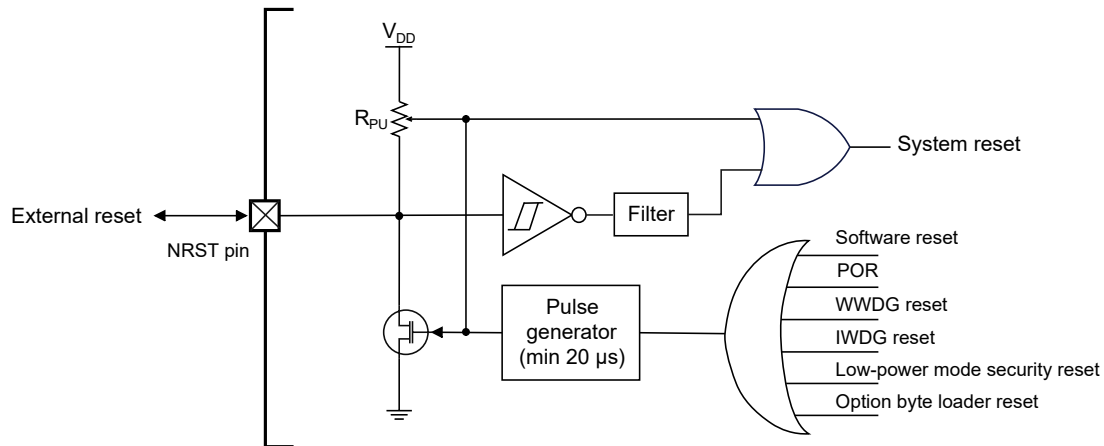 VDD
RPU
System reset
External reset
NRST pin
Filter
Software reset
POR
WWDG reset
IWDG reset
Low-power mode security reset
Option byte loader reset
Pulse
generator
(min 20 µs)